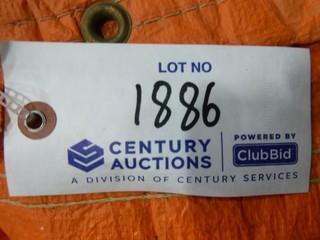 LOT NO
1886
CENTURY
AUCTIONS
POWERED BY
ClubBid
A DIVISION OF CENTURY SERVICES